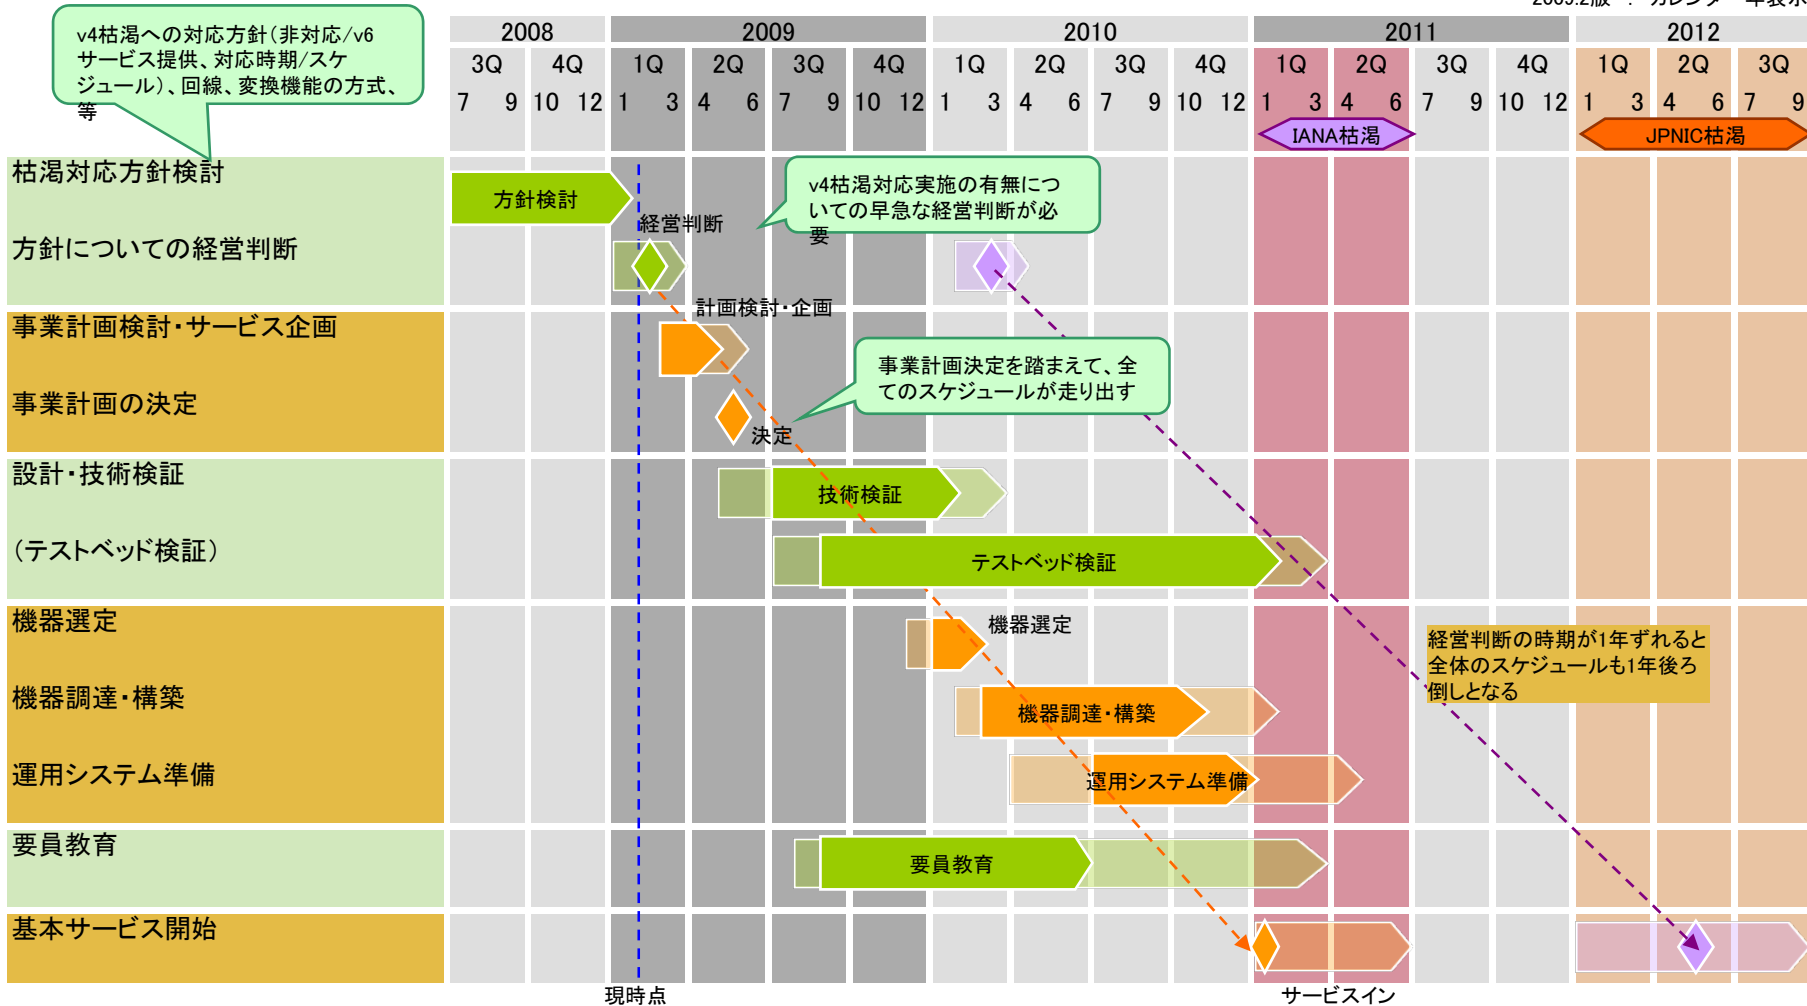 2009.2版 : カレンダー年表示
v4枯渇への対応方針(非対応/v6
サービス提供、対応時期/スケ
ジュール)、回線、変換機能の方式、
等
2008 2009 2010 2011 2012
3Q 4Q 1Q 2Q 3Q 4Q 1Q 2Q 3Q 4Q 1Q 2Q 3Q 4Q 1Q 2Q 3Q
7 9 10 12 1 3 4 6 7 9 10 12 1 3 4 6 7 9 10 12 1 3 4 6 7 9 10 12 1 3 4 6 7 9
IANA枯渇 JPNIC枯渇
枯渇対応方針検討
方針検討
v4枯渇対応実施の有無につ
いての早急な経営判断が必
要
経営判断
方針についての経営判断
計画検討・企画
事業計画検討・サービス企画
事業計画決定を踏まえて、全
てのスケジュールが走り出す
事業計画の決定
決定
設計・技術検証
技術検証
(テストベッド検証)
テストベッド検証
機器選定
機器選定
経営判断の時期が1年ずれると
全体のスケジュールも1年後ろ
倒しとなる
機器調達・構築
機器調達・構築
運用システム準備
運用システム準備
要員教育
要員教育
基本サービス開始
現時点
サービスイン